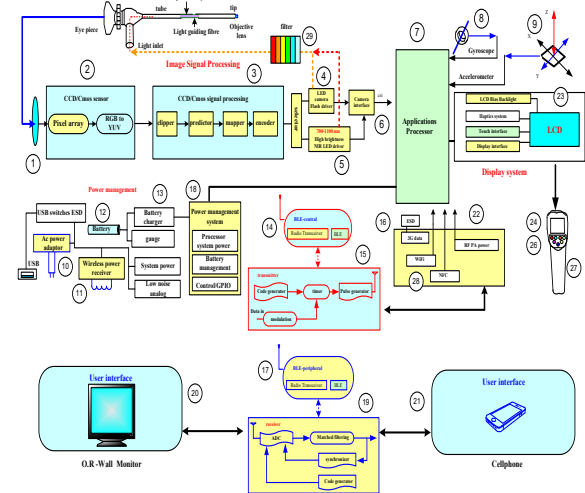 tube
tip
Eye piece
Light guiding fibre
Objective
lens
Light inlet
filter
29
Image Signal Processing
7
8
Gyroscope
9
Z
X
Y
Accelerometer
2
CCD/Cmos sensor
Pixel array
RGB to
YUV
3
CCD/Cmos signal processing
clipper
predictor
mapper
encoder
selector
4
LED
camera
Flash driver
700-1100 nm
High brightness
NIR LED driver
5
Camera
interface
6
Applications
Processor
1
23
LCD Bias Backlight
Haptics system
Touch interface
Display interface
LCD
Display system
Power management
13
18
USB switches ESD
12
Battery
Battery
charger
gauge
Ac power
adaptor
10
USB
Wireless power
receiver
11
System power
Low noise
analog
Power management
system
Processor
system power
Battery
management
Control/GPIO
14
BLE-central
Radio Transceiver
BLE
15
transmitter
Code generator
timer
Pulse generator
Data in
modulation
16
ESD
3G data
WiFi
NFC
RF PA power
22
28
24
26
27
17
BLE-peripheral
Radio Transceiver
BLE
19
receiver
ADC
Matched filtering
synchronizer
Code generator
User interface
20
O.R -Wall Monitor
21
User interface
Cellphone